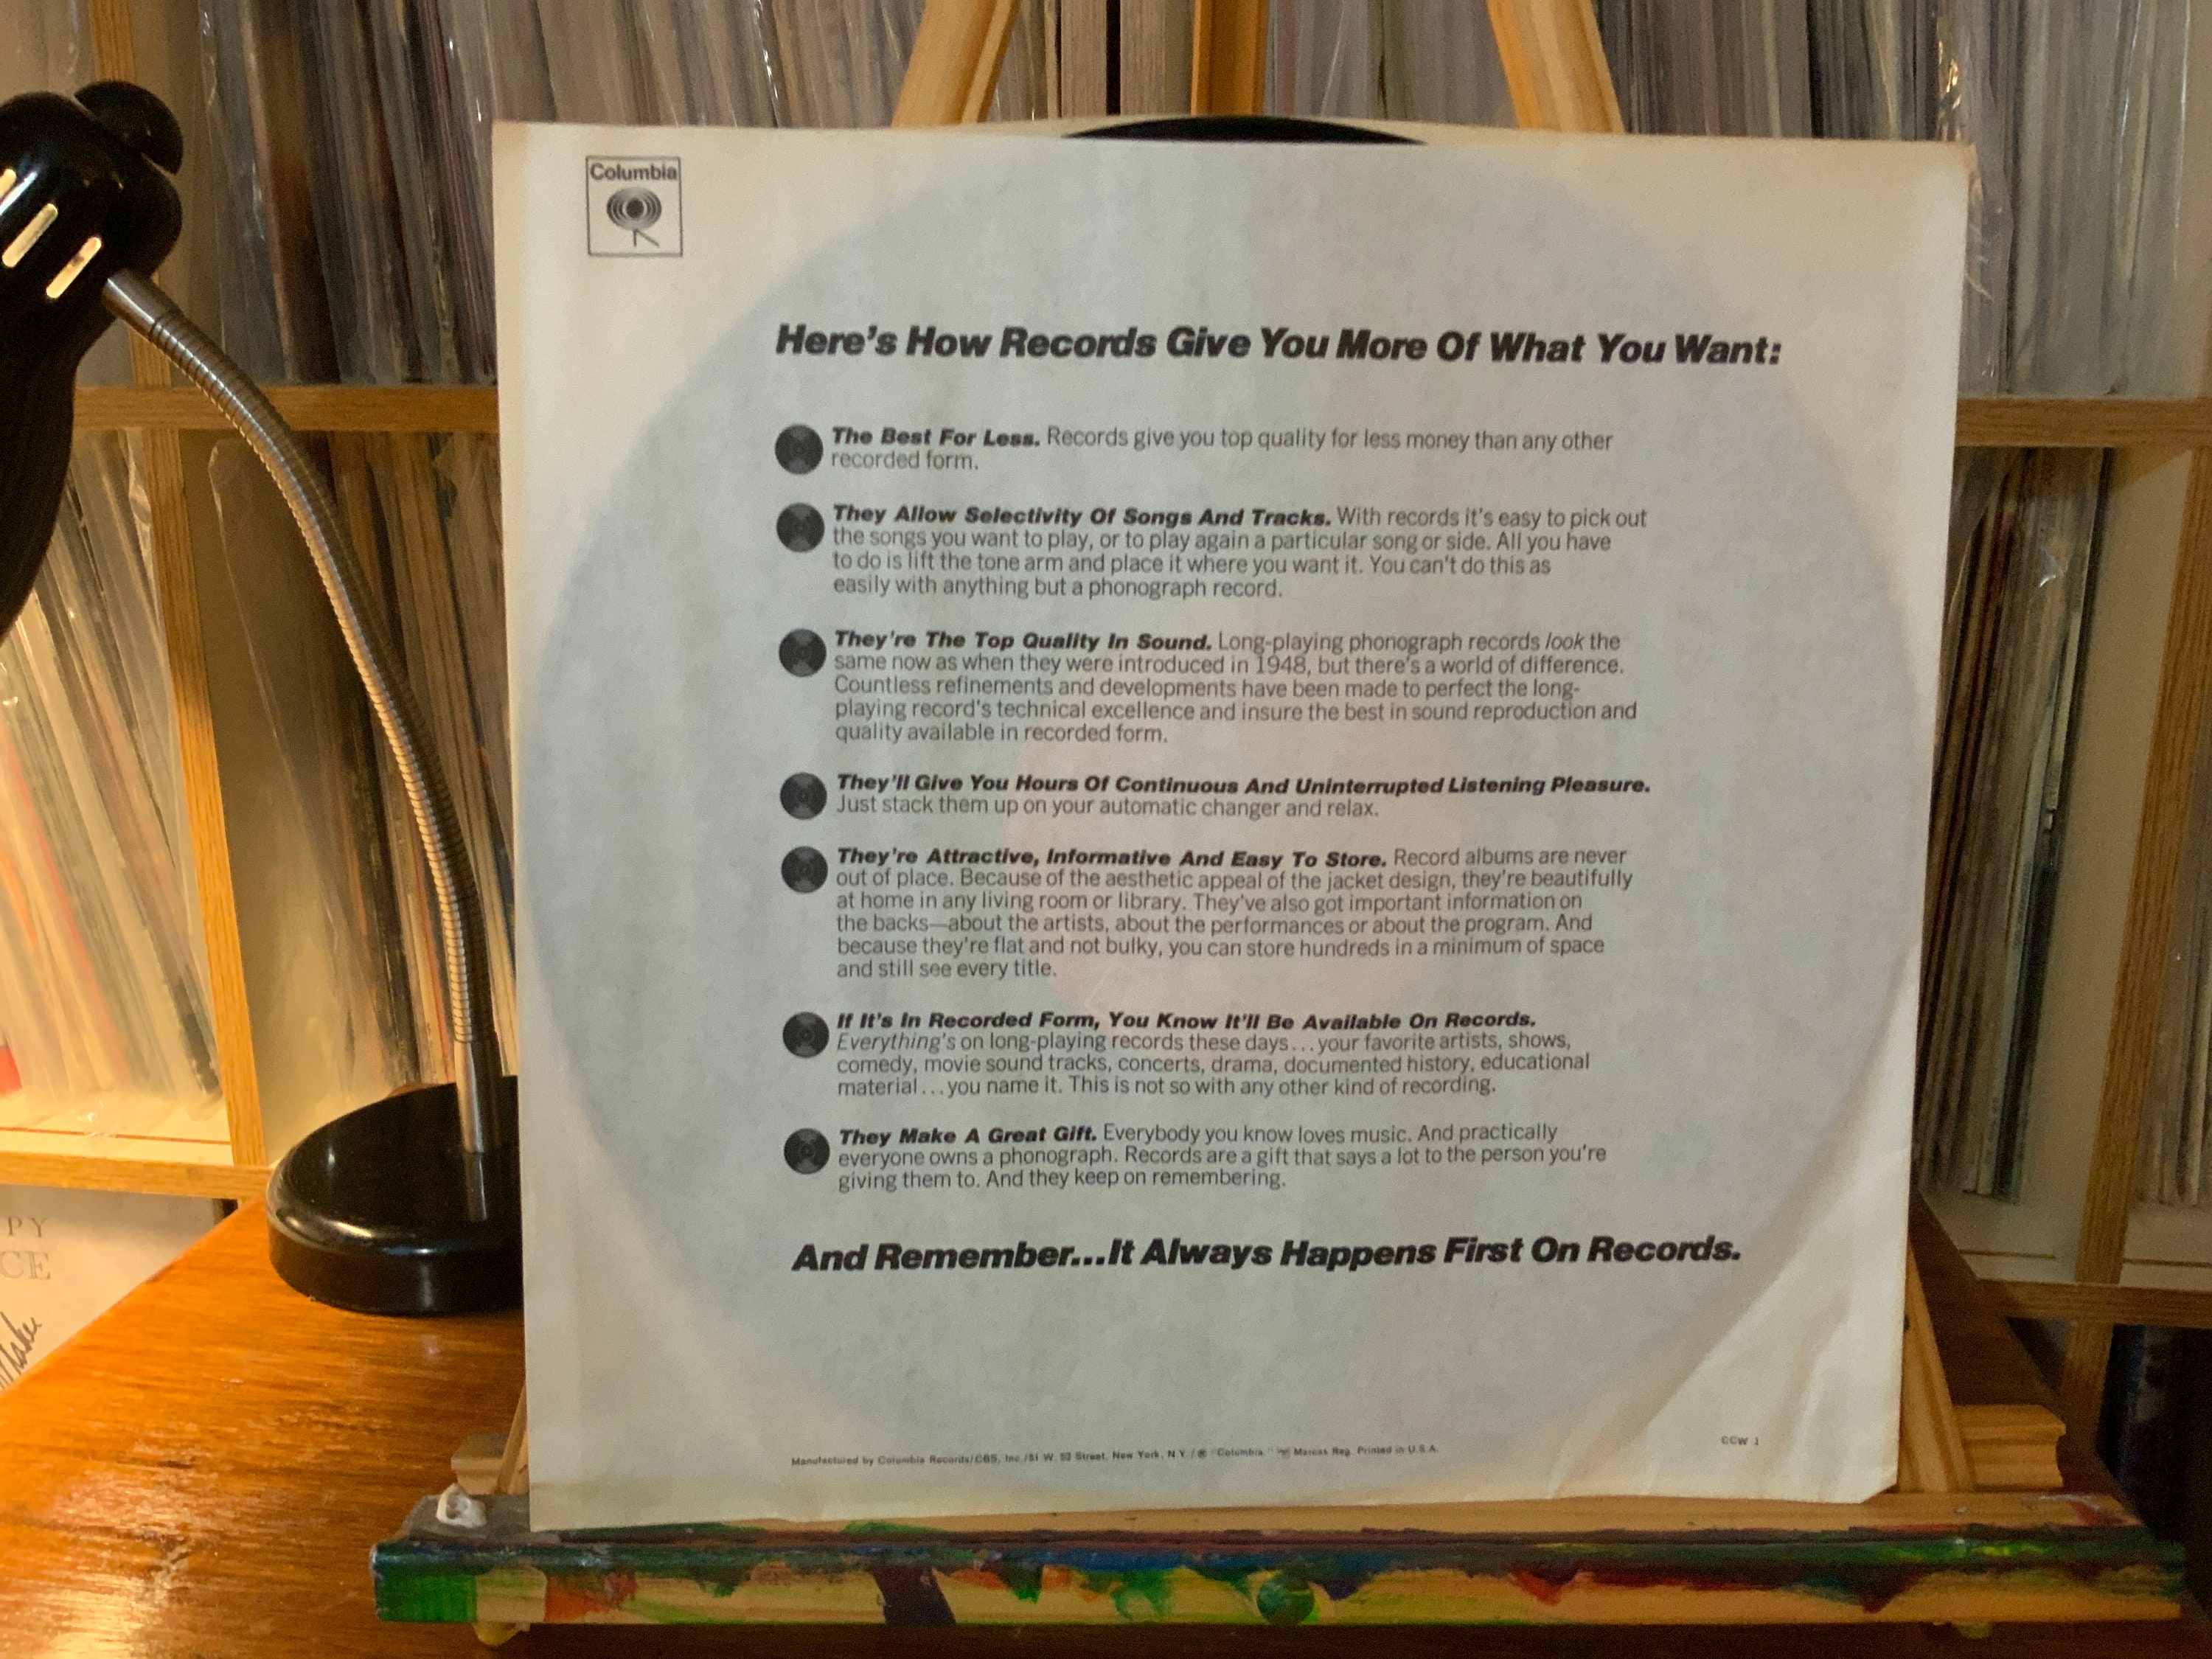 Columbia
Here's How Records Give You More Of What You Want:
The Best For Less. Records give you top quality for less money than any other
recorded form.
They Allow Selectivity Of Songs And Tracks. With records it's easy to pick out
the songs you want to play, or to play again a particular song or side. All you have
to do is lift the tone arm and place it where you want it. You can't do this as
easily with anything but a phonograph record.
They're The Top Quality In Sound. Long-playing phonograph records look the
same now as when they were introduced in 1948, but there's a world of difference.
Countless refinements and developments have been made to perfect the long-
playing record's technical excellence and insure the best in sound reproduction and
quality available in recorded form.
They'll Give You Hours Of Continuous And Uninterrupted Listening Pleasure.
Just stack them up on your automatic changer and relax.
They're Attractive, Informative And Easy To Store. Record albums are never
out of place. Because of the aesthetic appeal of the jacket design, they're beautifully
at home in any living room or library. They've also got important information on
the backs—about the artists, about the performances or about the program. And
because they're flat and not bulky, you can store hundreds in a minimum of space
and still see every title.
If It's In Recorded Form, You Know It'll Be Available On Records.
Everything's on long-playing records these days...your favorite artists, shows,
comedy, movie sound tracks, concerts, drama, documented history, educational
material...you name it. This is not so with any other kind of recording.
They Make A Great Gift. Everybody you know loves music. And practically
everyone owns a phonograph. Records are a gift that says a lot to the person you're
giving them to. And they keep on remembering.
And Remember...It Always Happens First On Records.
Manufactured by Columbia Records/CBS, Inc./51 W. 52 Street, New York, N.Y./® "Columbia," Marcas Reg. Printed in U.S.A.
CCW 1
PY
CE